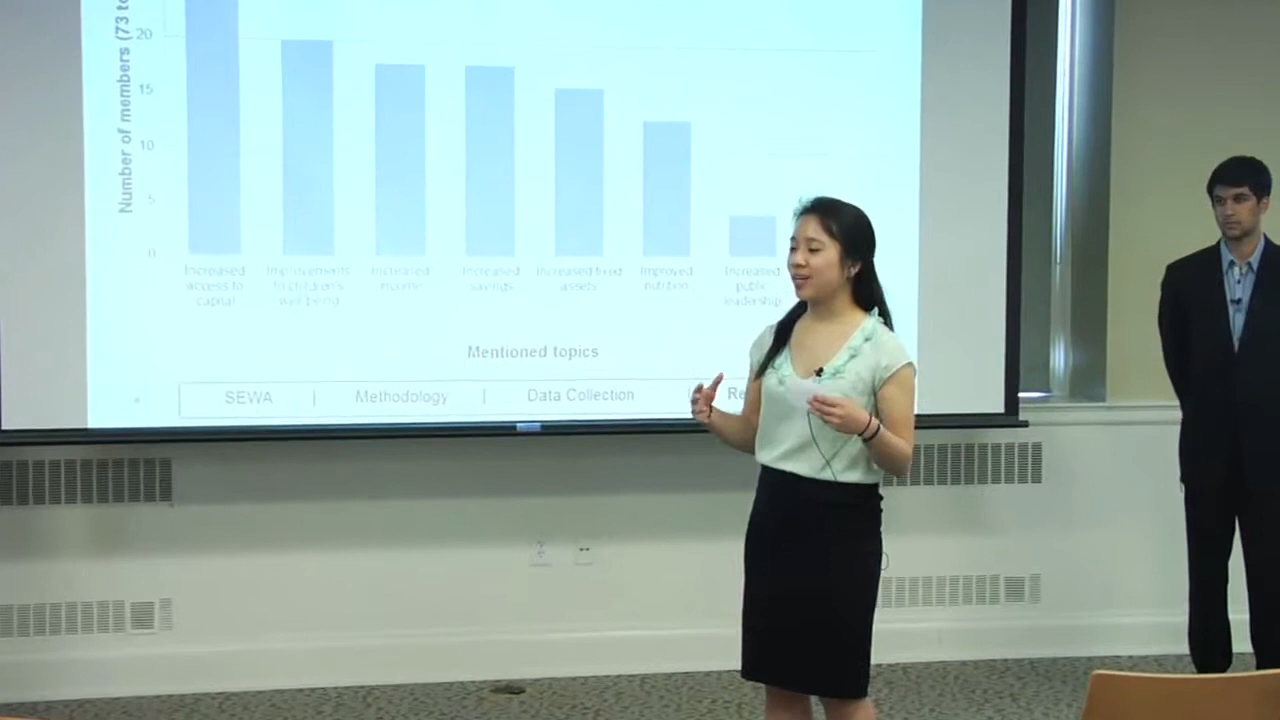 Number of members (73 to
20
15
10
5
0
Increased access to capital
Improvements to children's well being
Increased income
Increased savings
Increased fixed assets
Improved nutrition
Increased public leadership
Mentioned topics
SEWA | Methodology | Data Collection | Re